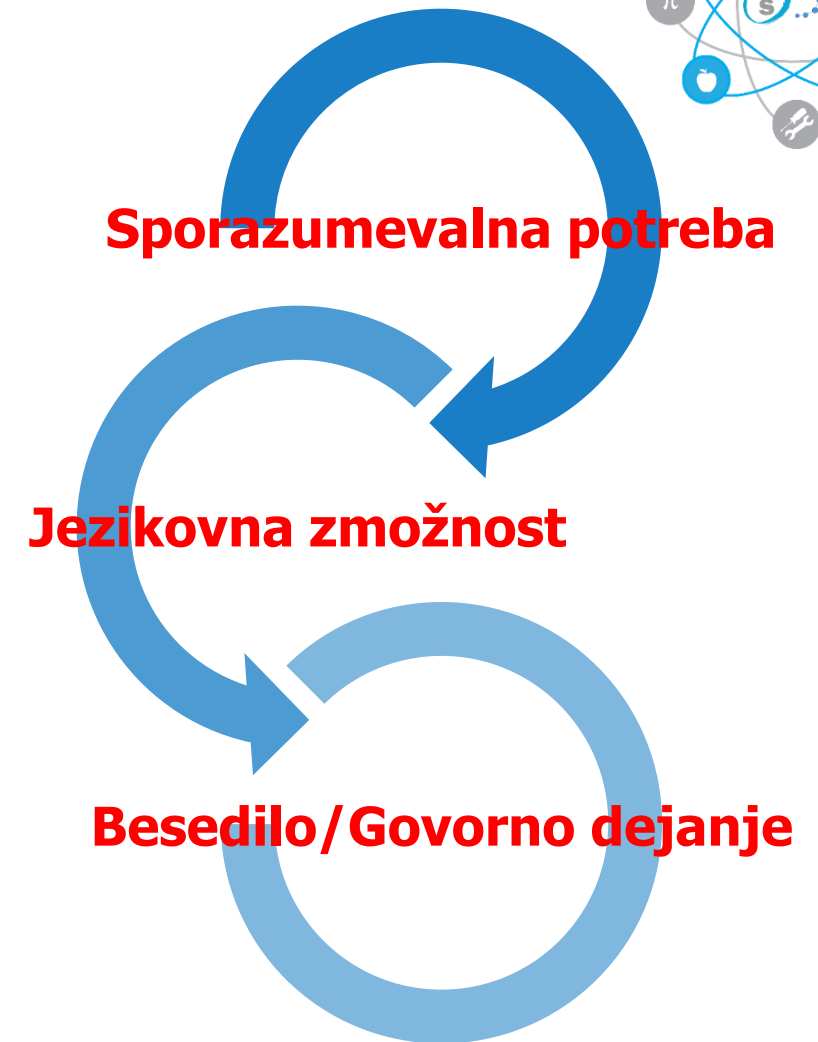 π
s
Sporazumevalna potreba
Jezikovna zmožnost
Besedilo/Govorno dejanje